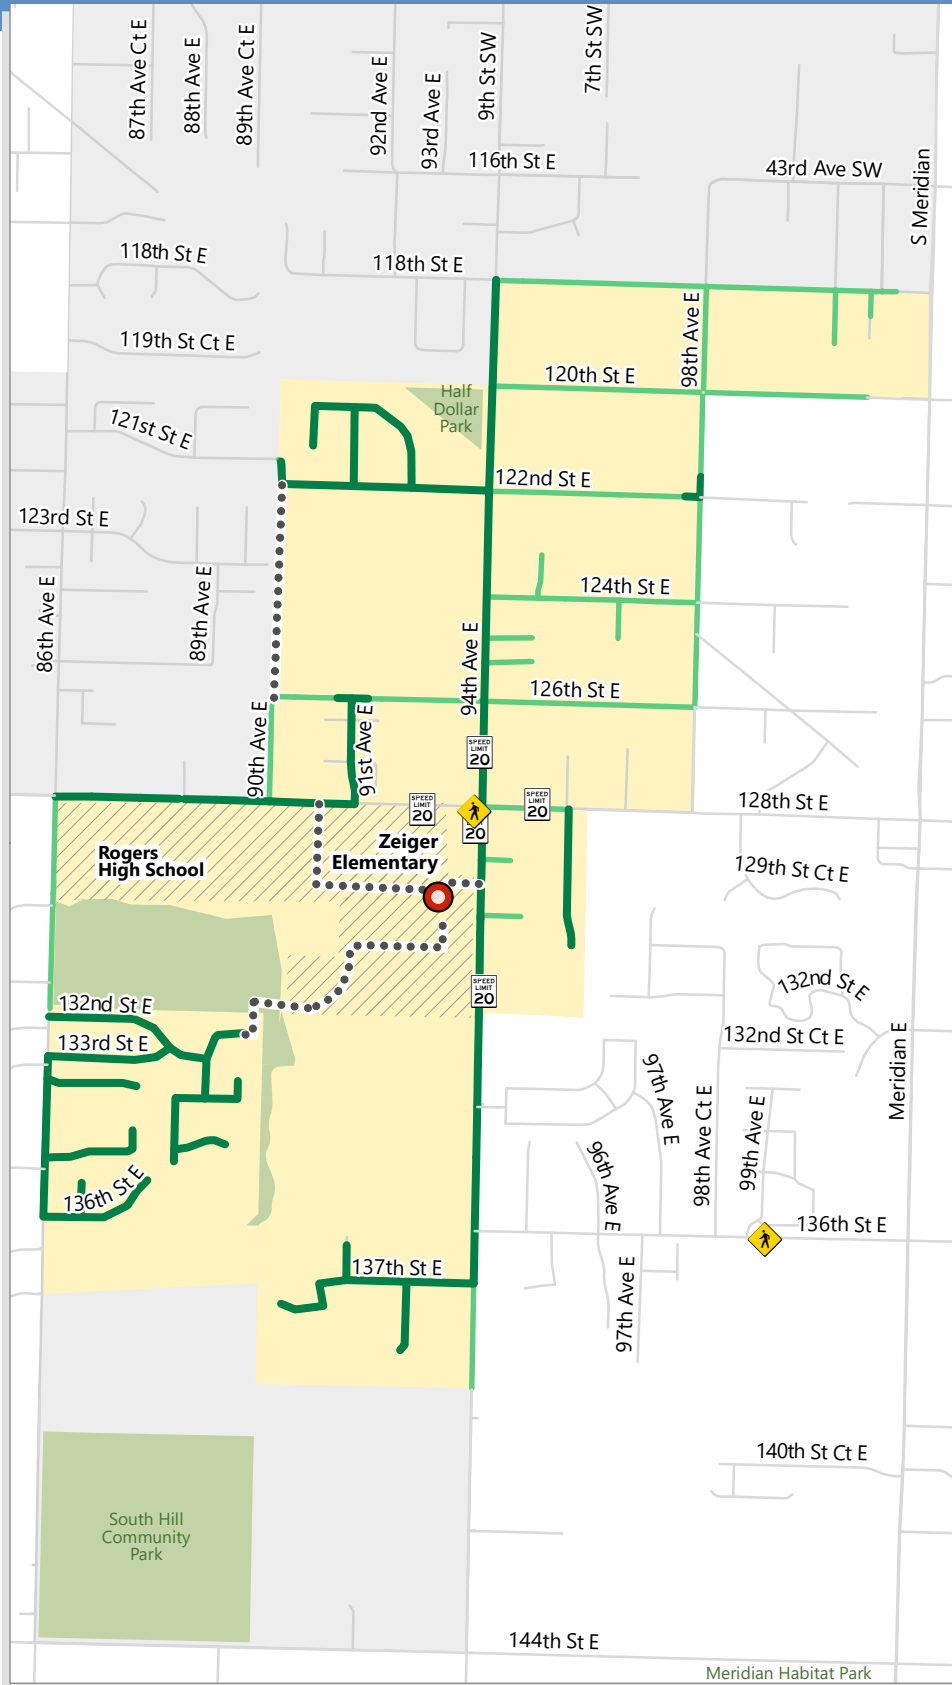 87th Ave Ct E
88th Ave E
89th Ave Ct E
92nd Ave E
93rd Ave E
9th St SW
7th St SW
116th St E
43rd Ave SW
S Meridian
118th St E
118th St E
119th St Ct E
98th Ave E
120th St E
Half
Dollar
Park
121st St E
122nd St E
123rd St E
86th Ave E
89th Ave E
124th St E
94th Ave E
126th St E
90th Ave E
91st Ave E
SPEED
LIMIT
20
SPEED
LIMIT
20
SPEED
LIMIT
20
20
128th St E
Zeiger
Elementary
Rogers
High School
129th St Ct E
SPEED
LIMIT
20
132nd St E
132nd St E
132nd St Ct E
133rd St E
Meridian E
97th Ave E
98th Ave Ct E
99th Ave E
96th Ave E
136th St E
136th St E
137th St E
97th Ave E
140th St Ct E
South Hill
Community
Park
144th St E
Meridian Habitat Park